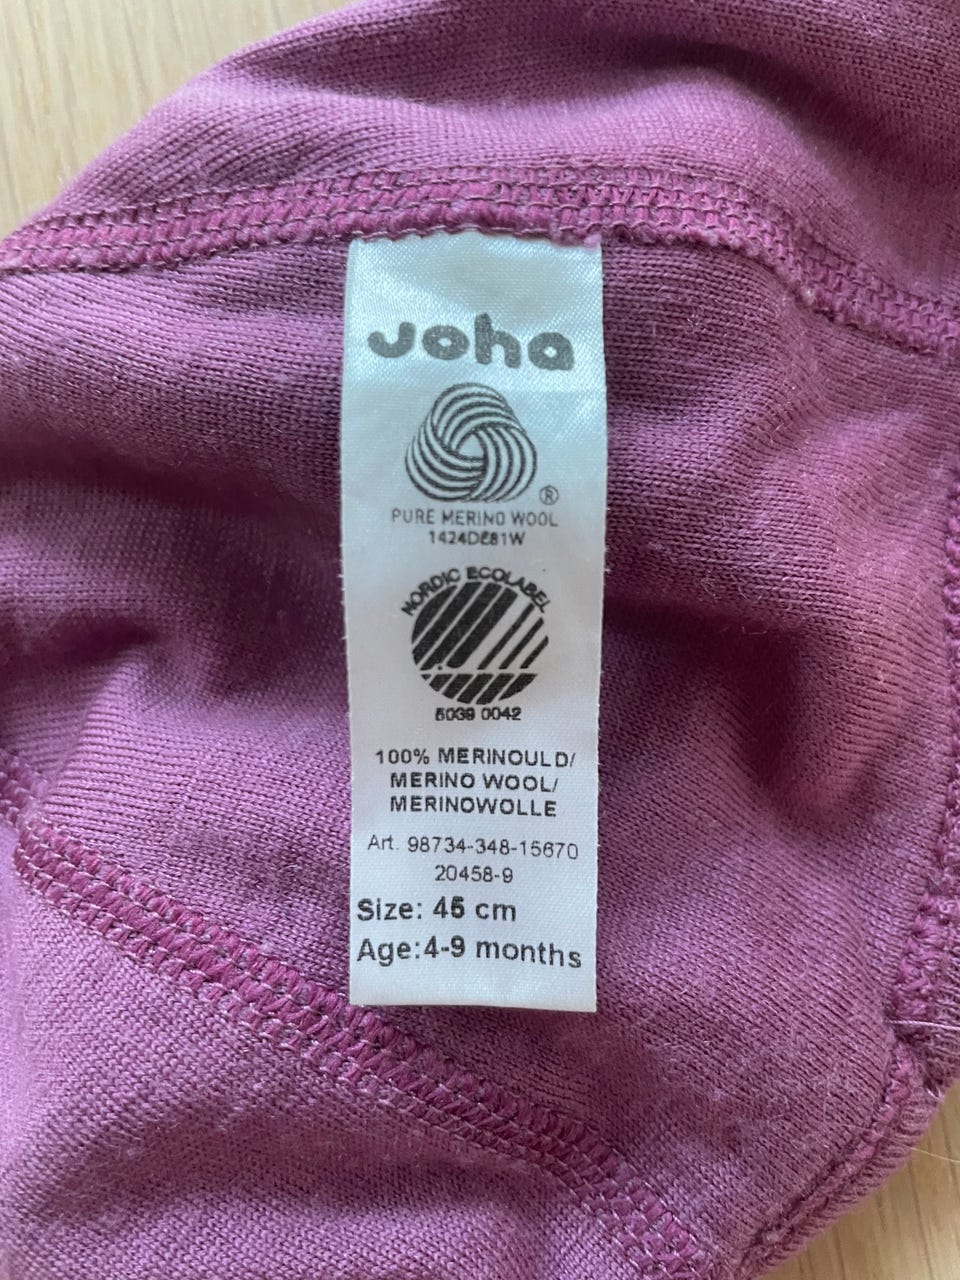 Joha
®
PURE MERINO WOOL
1424DE81W
NORDIC ECOLABEL
5039 0042
100% MERINOULD/
MERINO WOOL/
MERINOWOLLE
Art. 98734-348-15670
20458-9
Size: 45 cm
Age:4-9 months